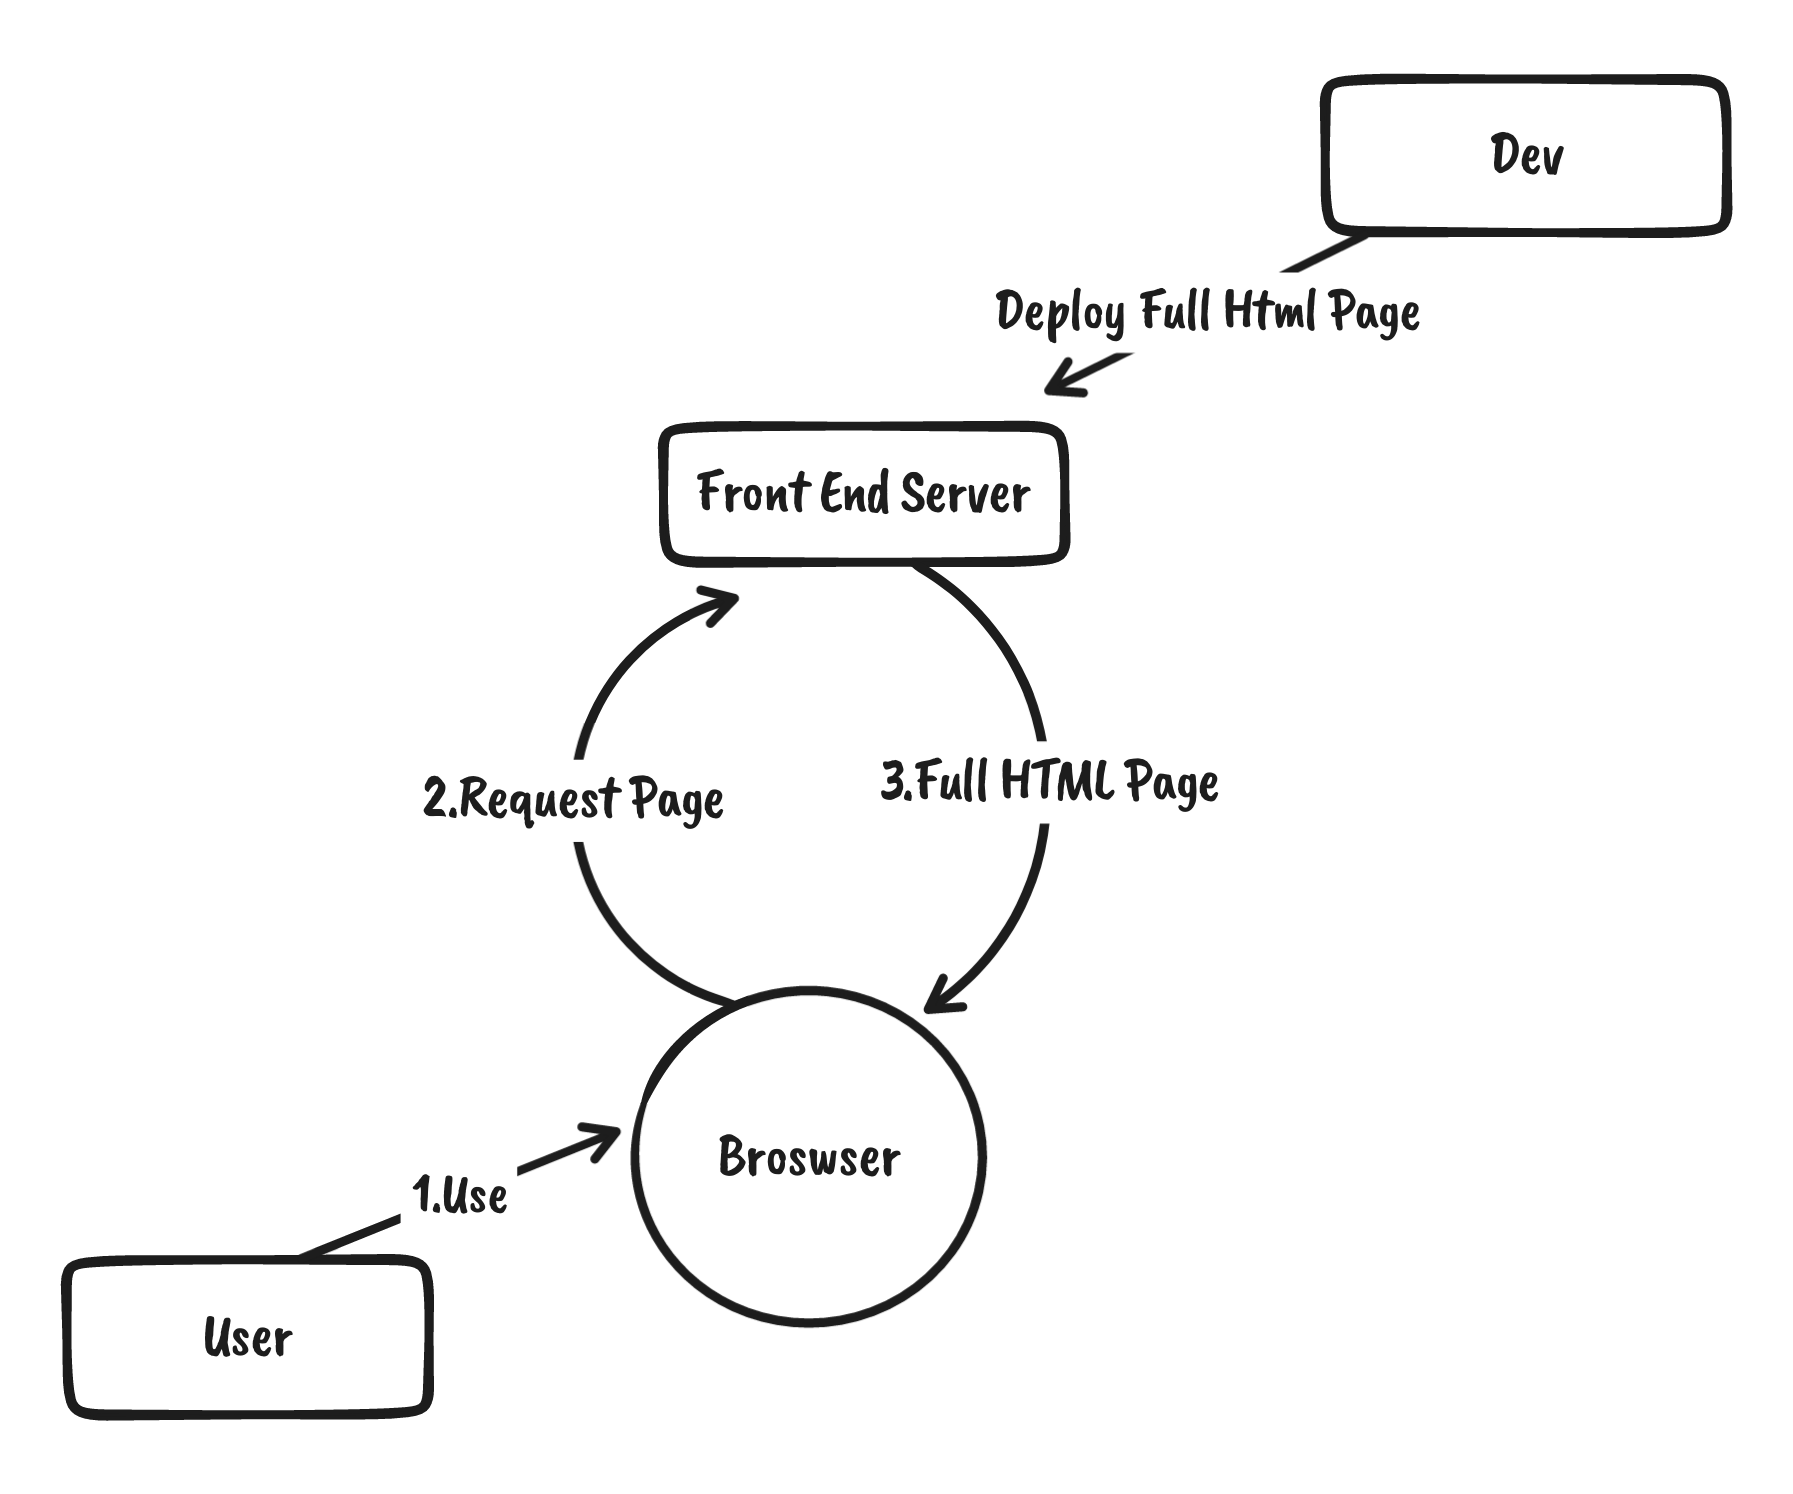 Dev
Deploy Full Html Page
Front End Server
2.Request Page
3.Full HTML Page
Broswser
1.Use
User